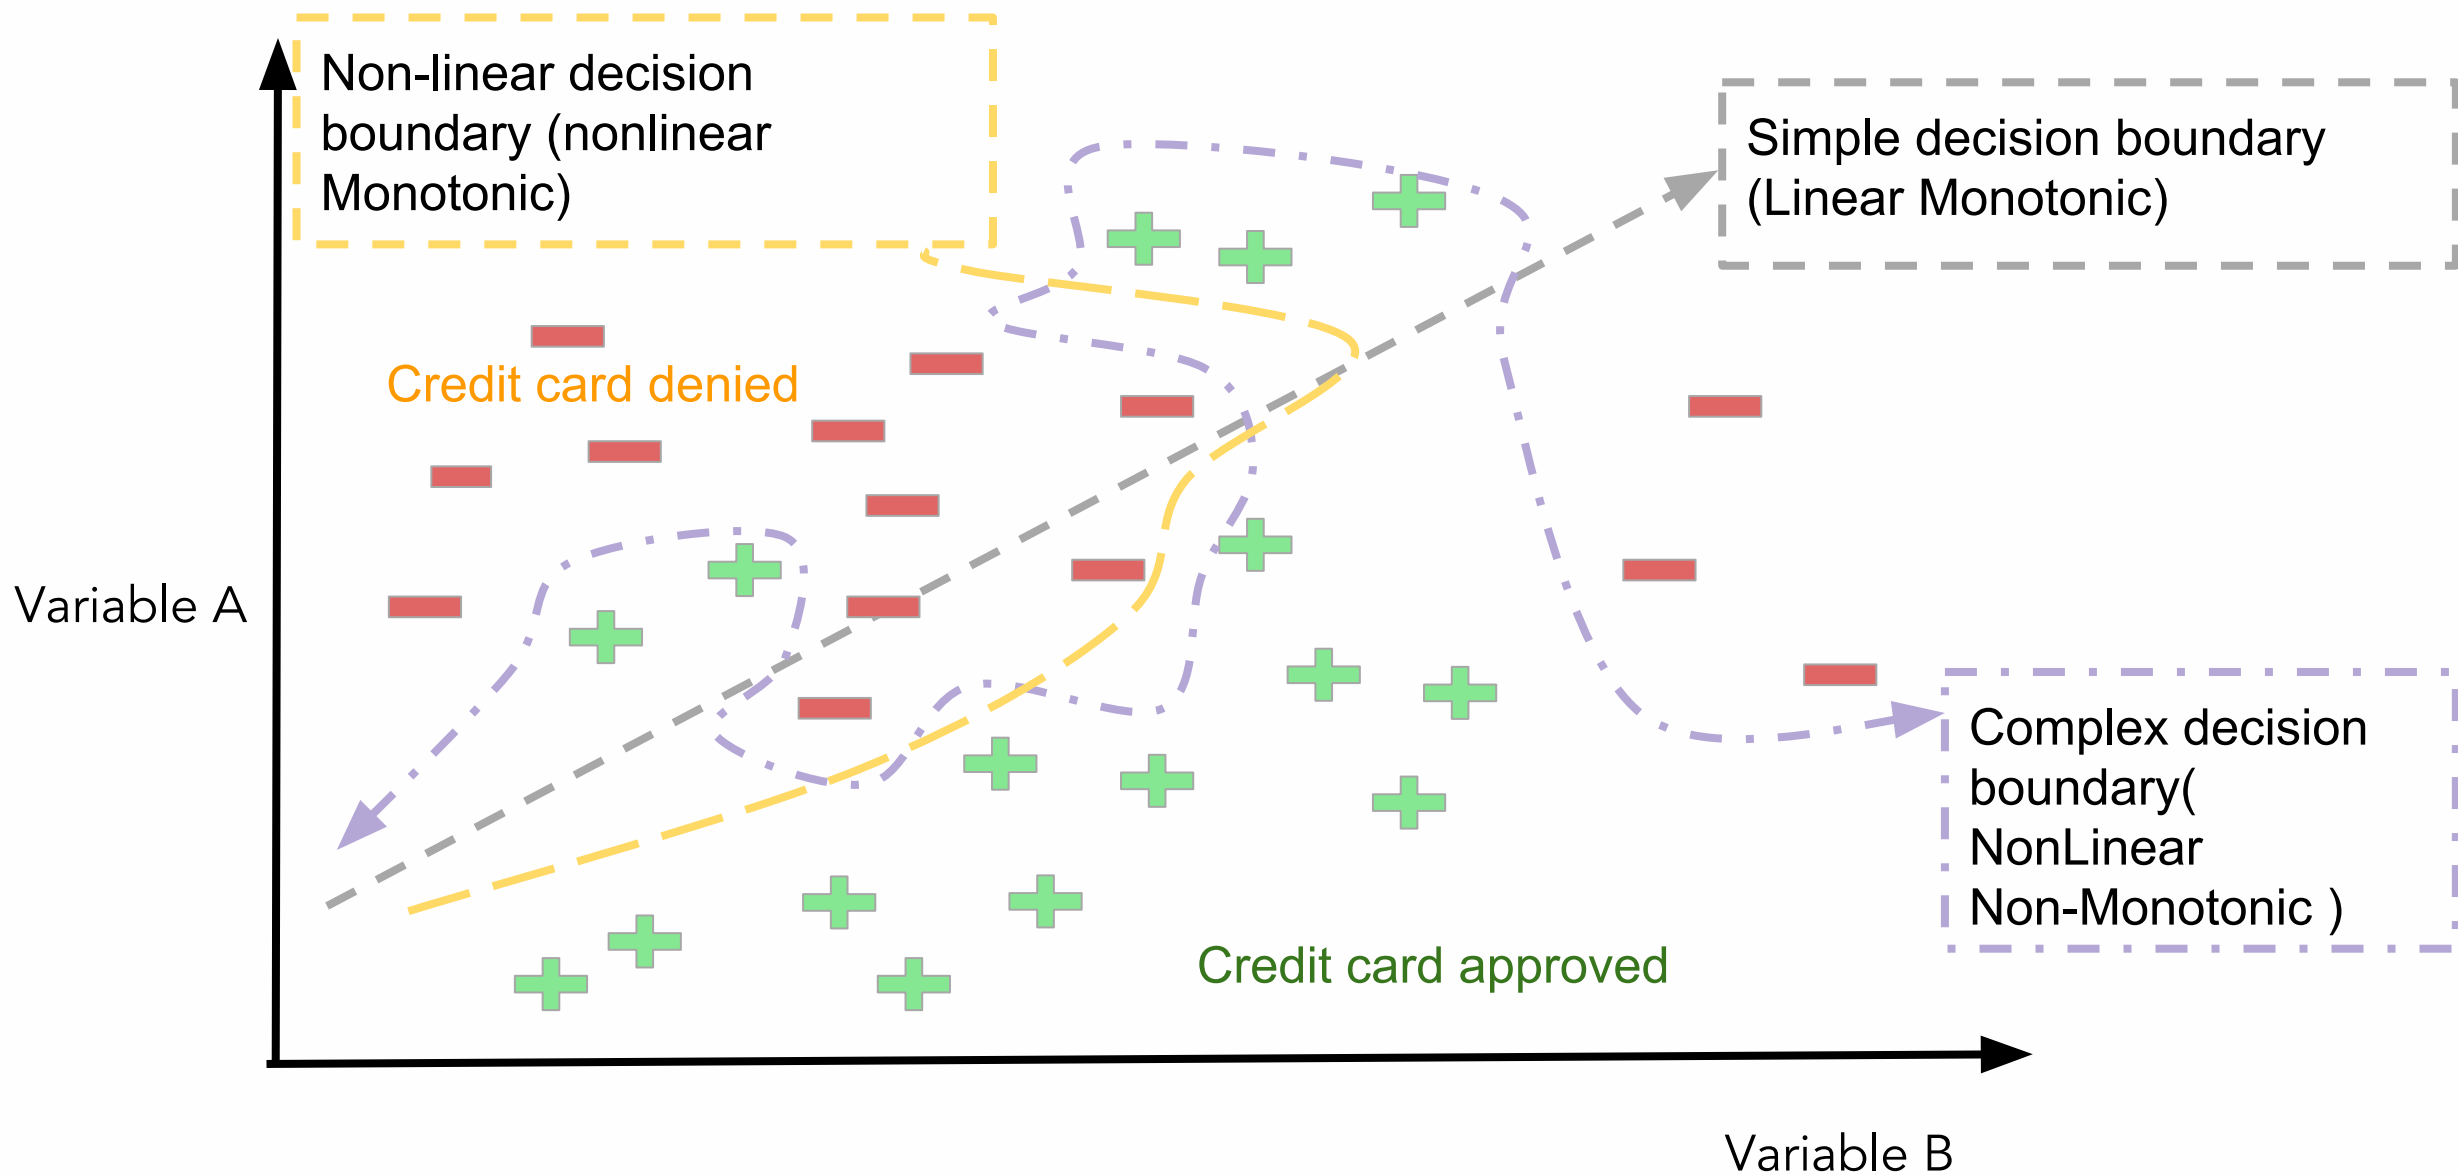 Non-linear decision
boundary (nonlinear
Monotonic)
Simple decision boundary
(Linear Monotonic)
Credit card denied
Variable A
Complex decision
boundary(
NonLinear
Non-Monotonic )
Credit card approved
Variable B